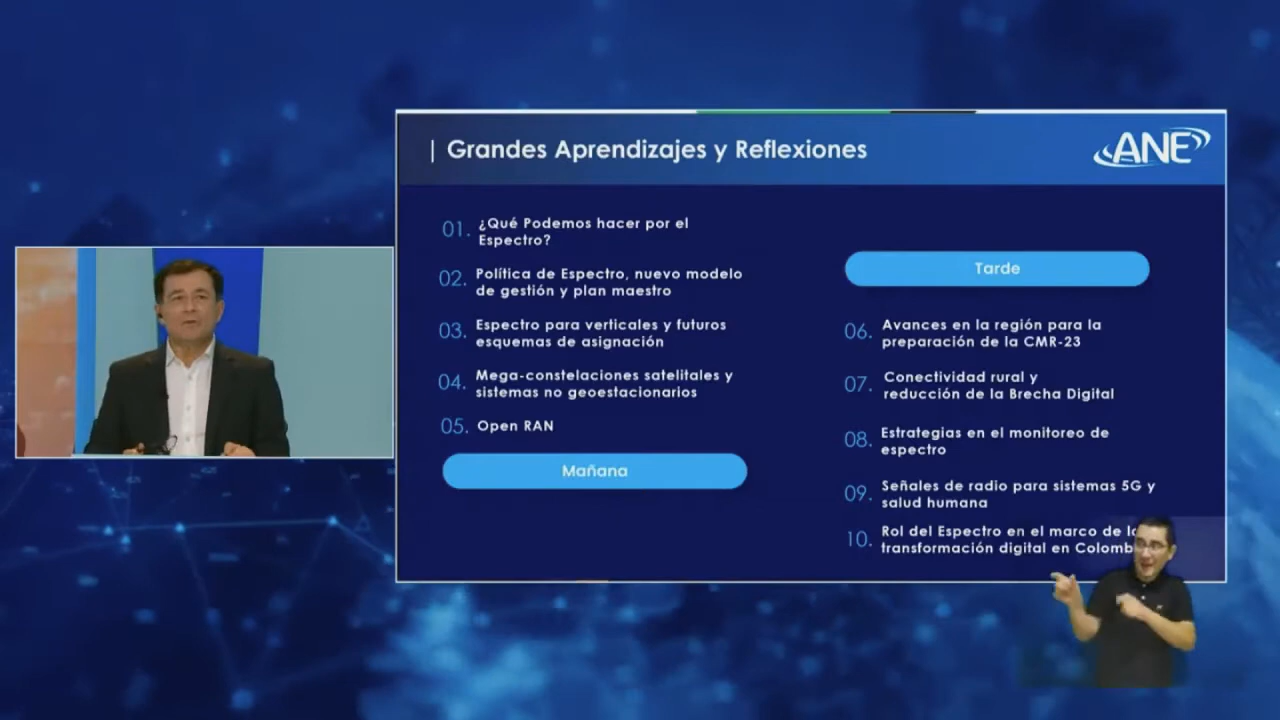 | Grandes Aprendizajes y Reflexiones
ANE
01. ¿Qué Podemos hacer por el
Espectro?
02. Política de Espectro, nuevo modelo
de gestión y plan maestro
03. Espectro para verticales y futuros
esquemas de asignación
04. Mega-constelaciones satelitales y
sistemas no geoestacionarios
05. Open RAN
Mañana
Tarde
06. Avances en la región para la
preparación de la CMR-23
07. Conectividad rural y
reducción de la Brecha Digital
08. Estrategias en el monitoreo de
espectro
09. Señales de radio para sistemas 5G y
salud humana
10. Rol del Espectro en el marco de
transformación digital en